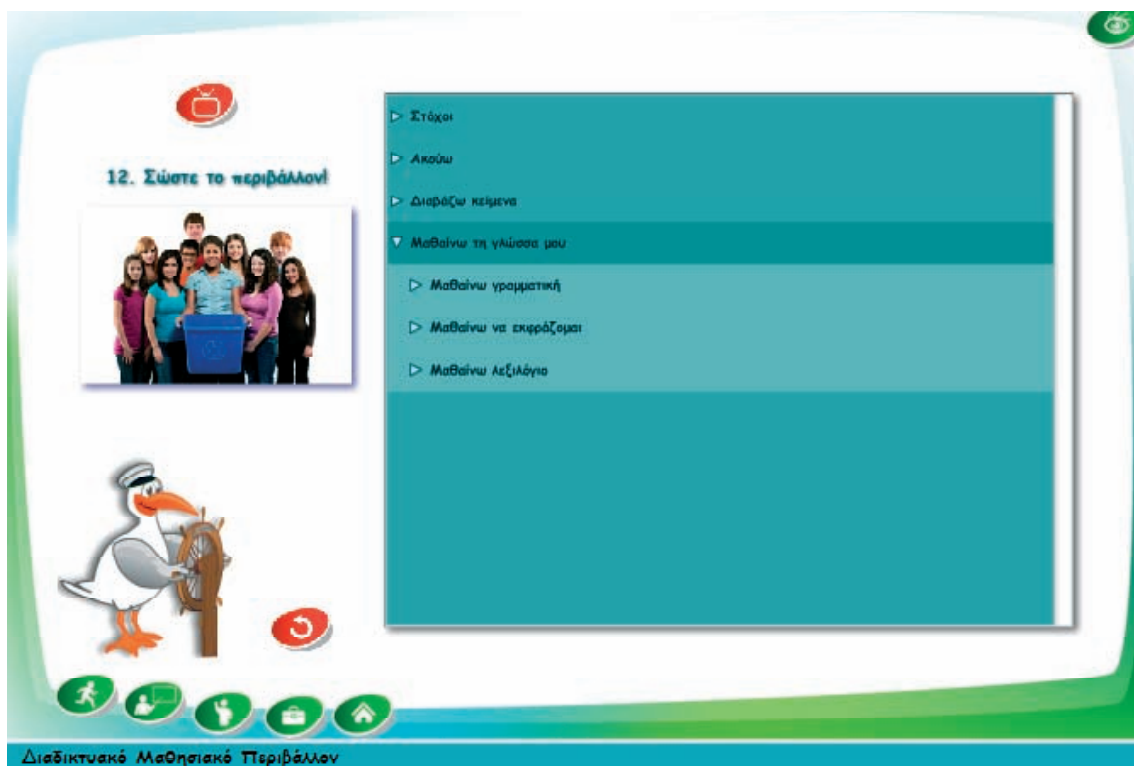 12. Σώστε το περιβάλλον!
Στόχοι
Ακούω
Διαβάζω κείμενα
Μαθαίνω τη γλώσσα μου
Μαθαίνω γραμματική
Μαθαίνω να εκφράζομαι
Μαθαίνω λεξιλόγιο
Διαδικτυακό Μαθησιακό Περιβάλλον